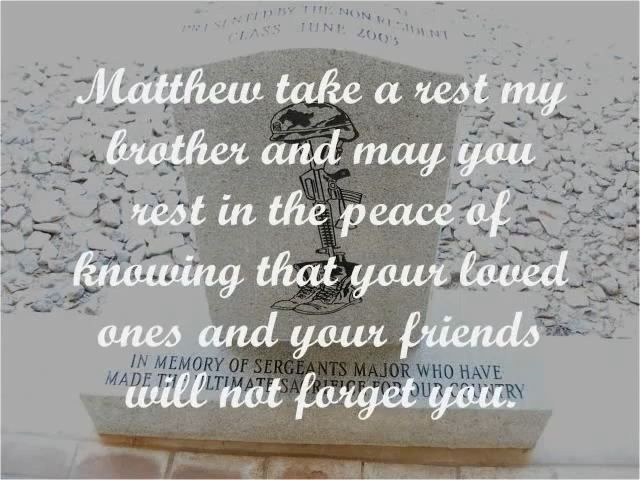 PRESENTED BY THE NON RESIDENT
CLASS JUNE 2003
Matthew take a rest my
brother and may you
rest in the peace of
knowing that your loved
ones and your friends
will not forget you.
IN MEMORY OF SERGEANTS MAJOR WHO HAVE
MADE THE ULTIMATE SACRIFICE FOR OUR COUNTRY